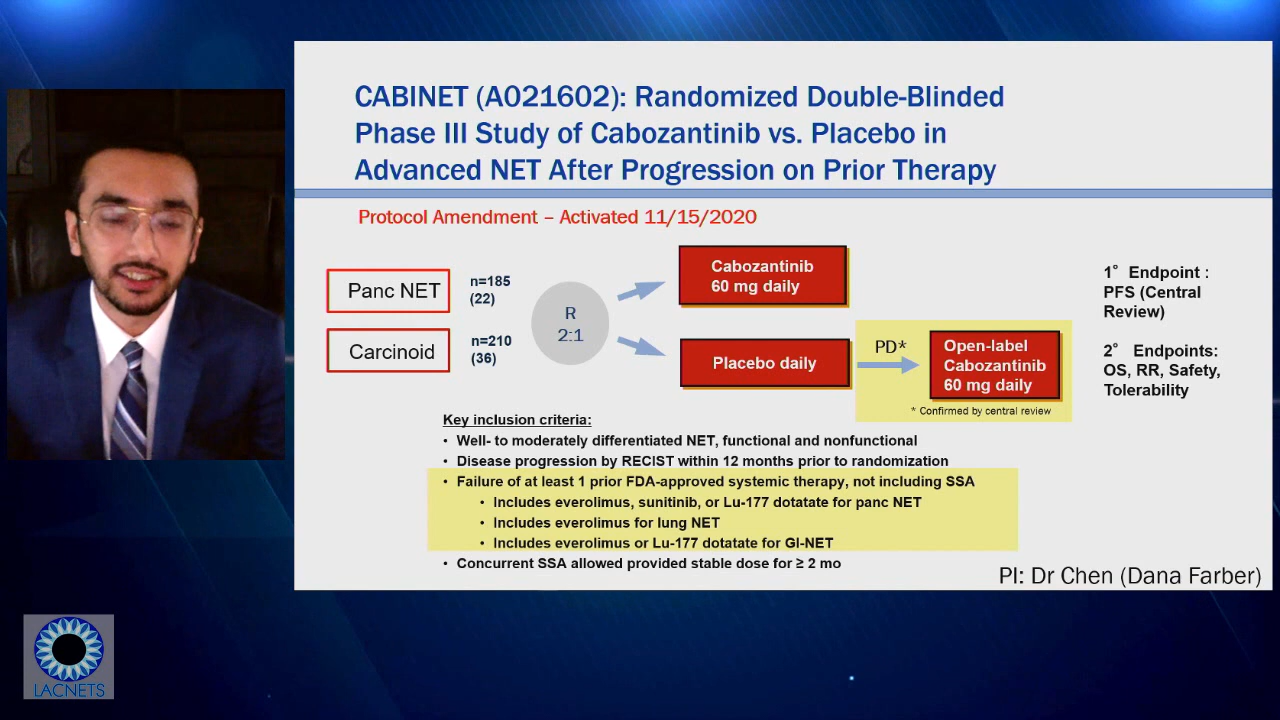 CABINET (A021602): Randomized Double-Blinded
Phase III Study of Cabozantinib vs. Placebo in
Advanced NET After Progression on Prior Therapy
Protocol Amendment – Activated 11/15/2020
Panc NET
n=185
(22)
Carcinoid
n=210
(36)
R
2:1
Cabozantinib
60 mg daily
Placebo daily
PD*
Open-label
Cabozantinib
60 mg daily
* Confirmed by central review
1° Endpoint :
PFS (Central
Review)
2° Endpoints:
OS, RR, Safety,
Tolerability
Key inclusion criteria:
• Well- to moderately differentiated NET, functional and nonfunctional
• Disease progression by RECIST within 12 months prior to randomization
• Failure of at least 1 prior FDA-approved systemic therapy, not including SSA
• Includes everolimus, sunitinib, or Lu-177 dotatate for panc NET
• Includes everolimus for lung NET
• Includes everolimus or Lu-177 dotatate for GI-NET
• Concurrent SSA allowed provided stable dose for ≥ 2 mo
PI: Dr Chen (Dana Farber)
LACNETS